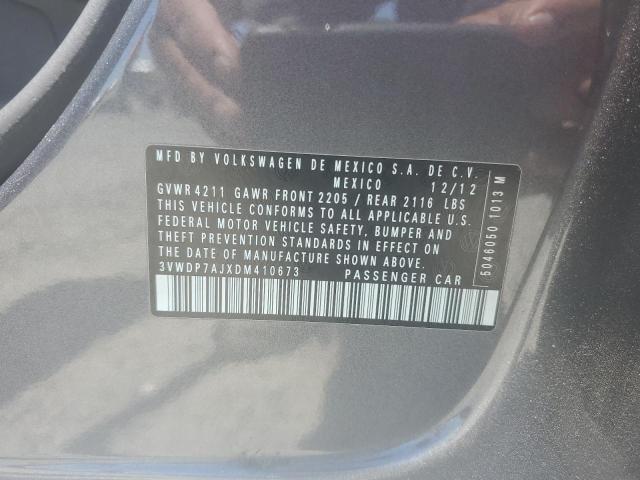 MFD BY VOLKSWAGEN DE MEXICO S.A. DE C.V.
MEXICO 12/12
GVWR 4211 GAWR FRONT 2205 / REAR 2116 LBS
THIS VEHICLE CONFORMS TO ALL APPLICABLE U.S.
FEDERAL MOTOR VEHICLE SAFETY, BUMPER AND
THEFT PREVENTION STANDARDS IN EFFECT ON
THE DATE OF MANUFACTURE SHOWN ABOVE.
3VWDP7AJXDM410673 PASSENGER CAR
5046050 1013 M